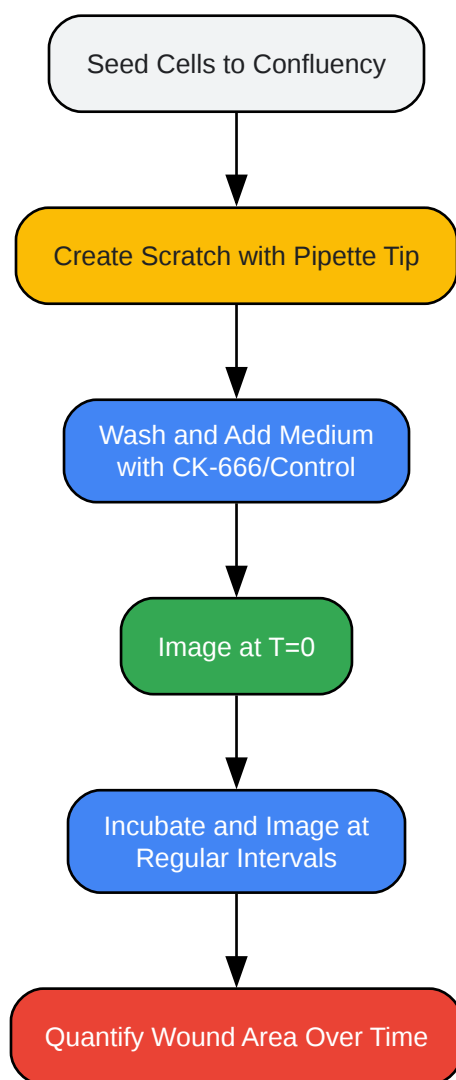 Seed Cells to Confluency
Create Scratch with Pipette Tip
Wash and Add Medium
with CK-666/Control
Image at T=0
Incubate and Image at
Regular Intervals
Quantify Wound Area Over Time